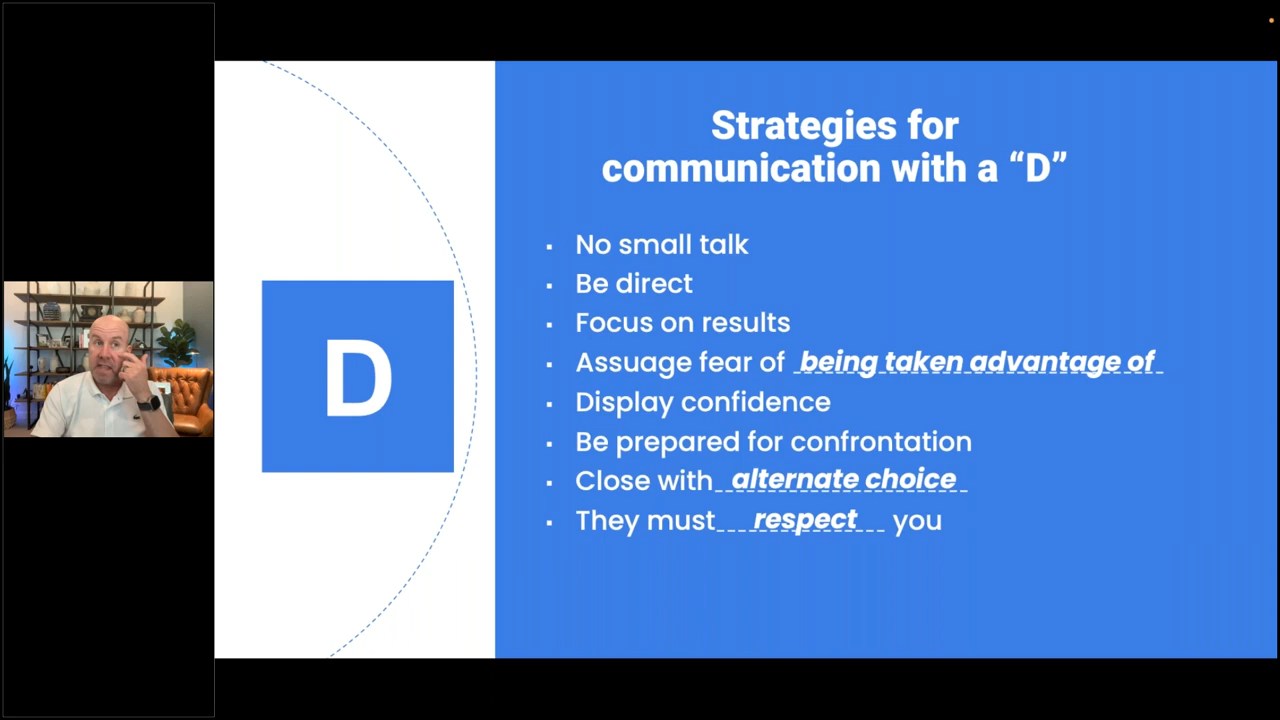 Strategies for
communication with a “D”
D
▪ No small talk
▪ Be direct
▪ Focus on results
▪ Assuage fear of being taken advantage of
▪ Display confidence
▪ Be prepared for confrontation
▪ Close with alternate choice
▪ They must respect you